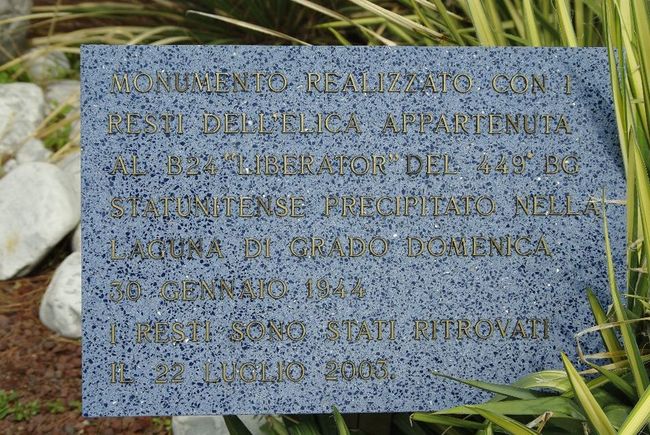 MONUMENTO REALIZZATO CON I
RESTI DELL'ELICA APPARTENUTA
AL B24 "LIBERATOR" DEL 449° BG
STATUNITENSE PRECIPITATO NELLA
LAGUNA DI GRADO DOMENICA
30 GENNAIO 1944
I RESTI SONO STATI RITROVATI
IL 22 LUGLIO 2003.